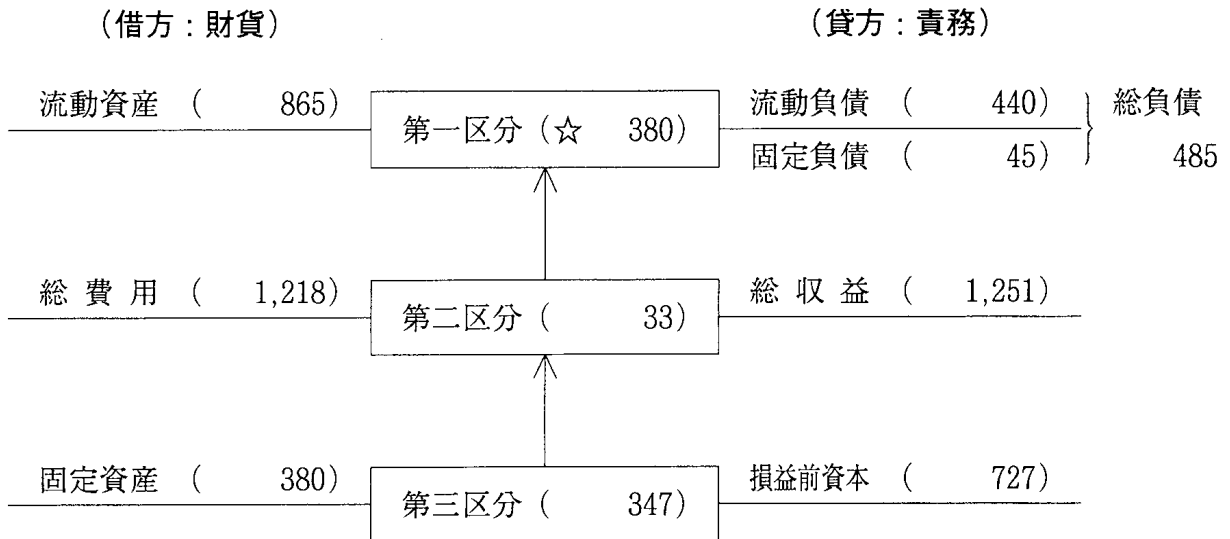 (借方：財貨) (貸方：責務)
流動資産 ( 865) 第一区分 (☆ 380) 流動負債 ( 440) 総負債
固定負債 ( 45) 485
総費用 ( 1,218) 第二区分 ( 33) 総収益 ( 1,251)
固定資産 ( 380) 第三区分 ( 347) 損益前資本 ( 727)